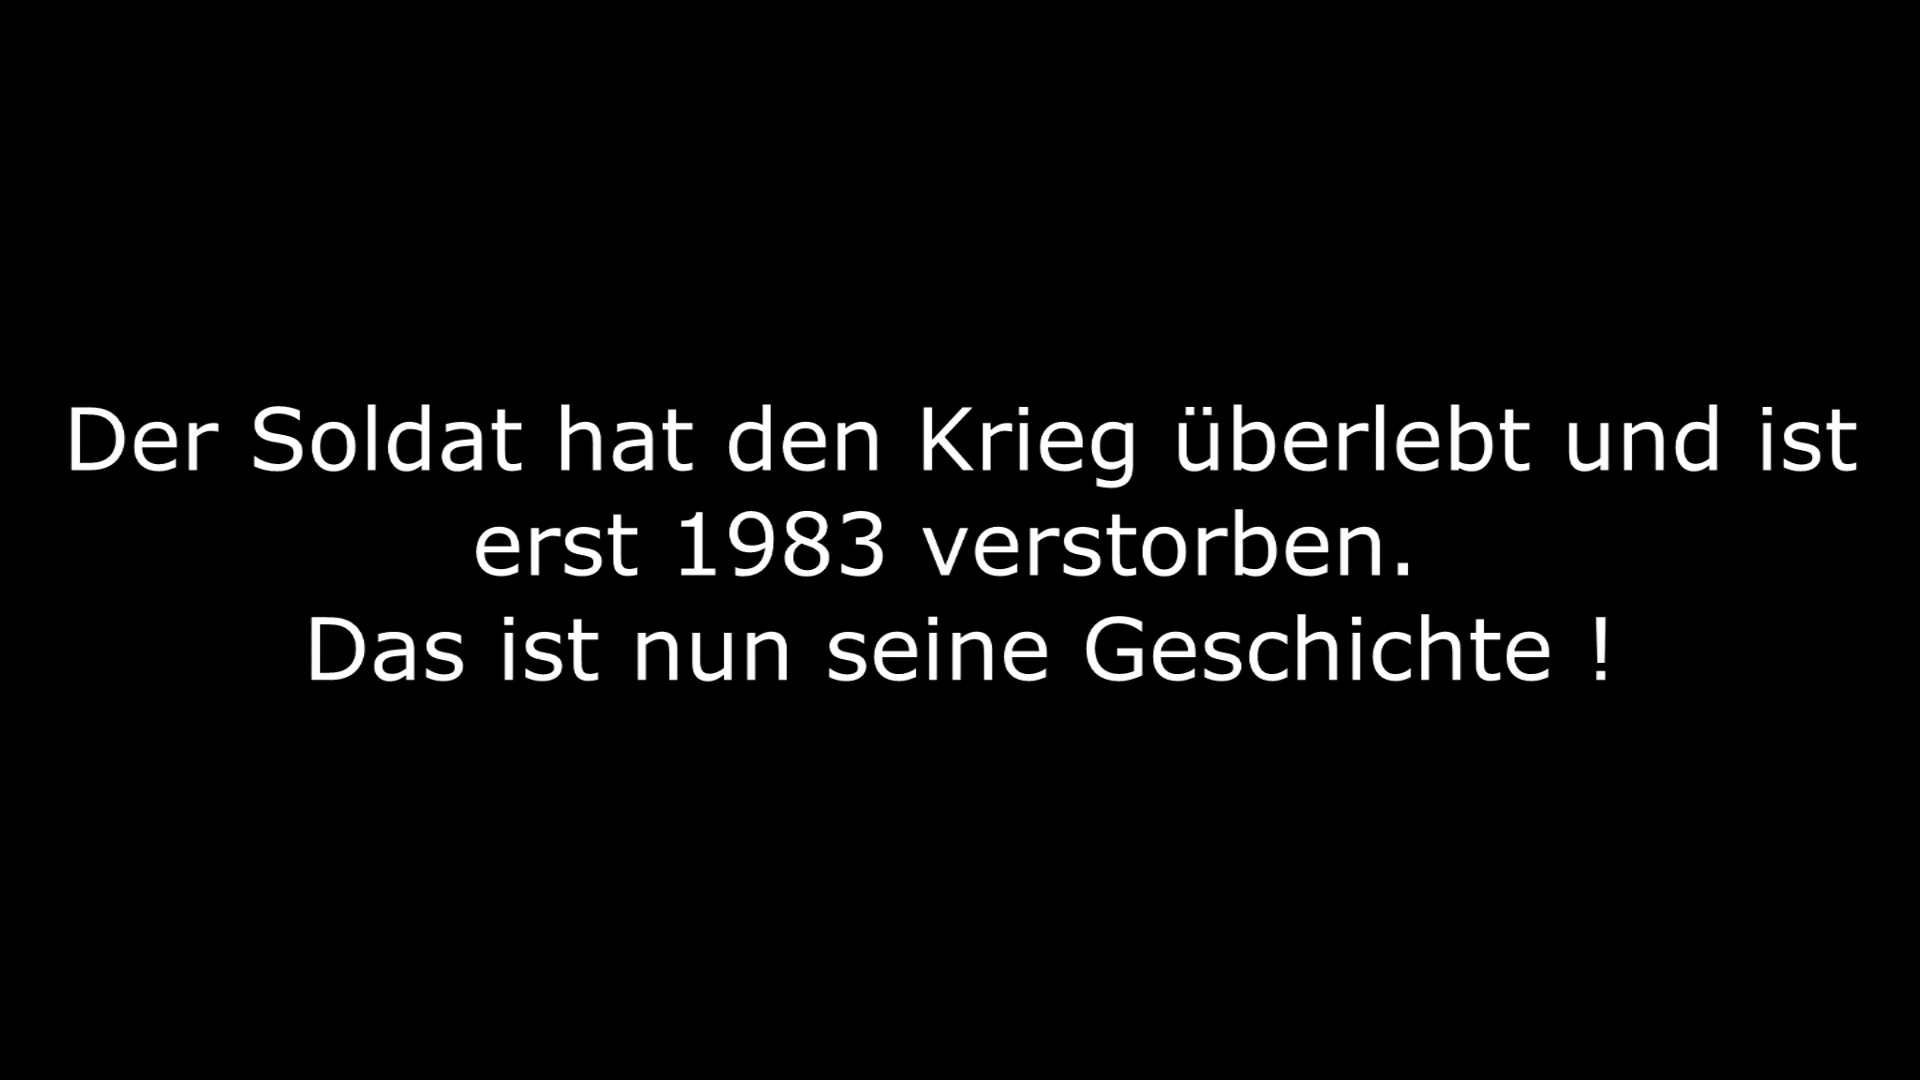 Der Soldat hat den Krieg überlebt und ist
erst 1983 verstorben.
Das ist nun seine Geschichte !